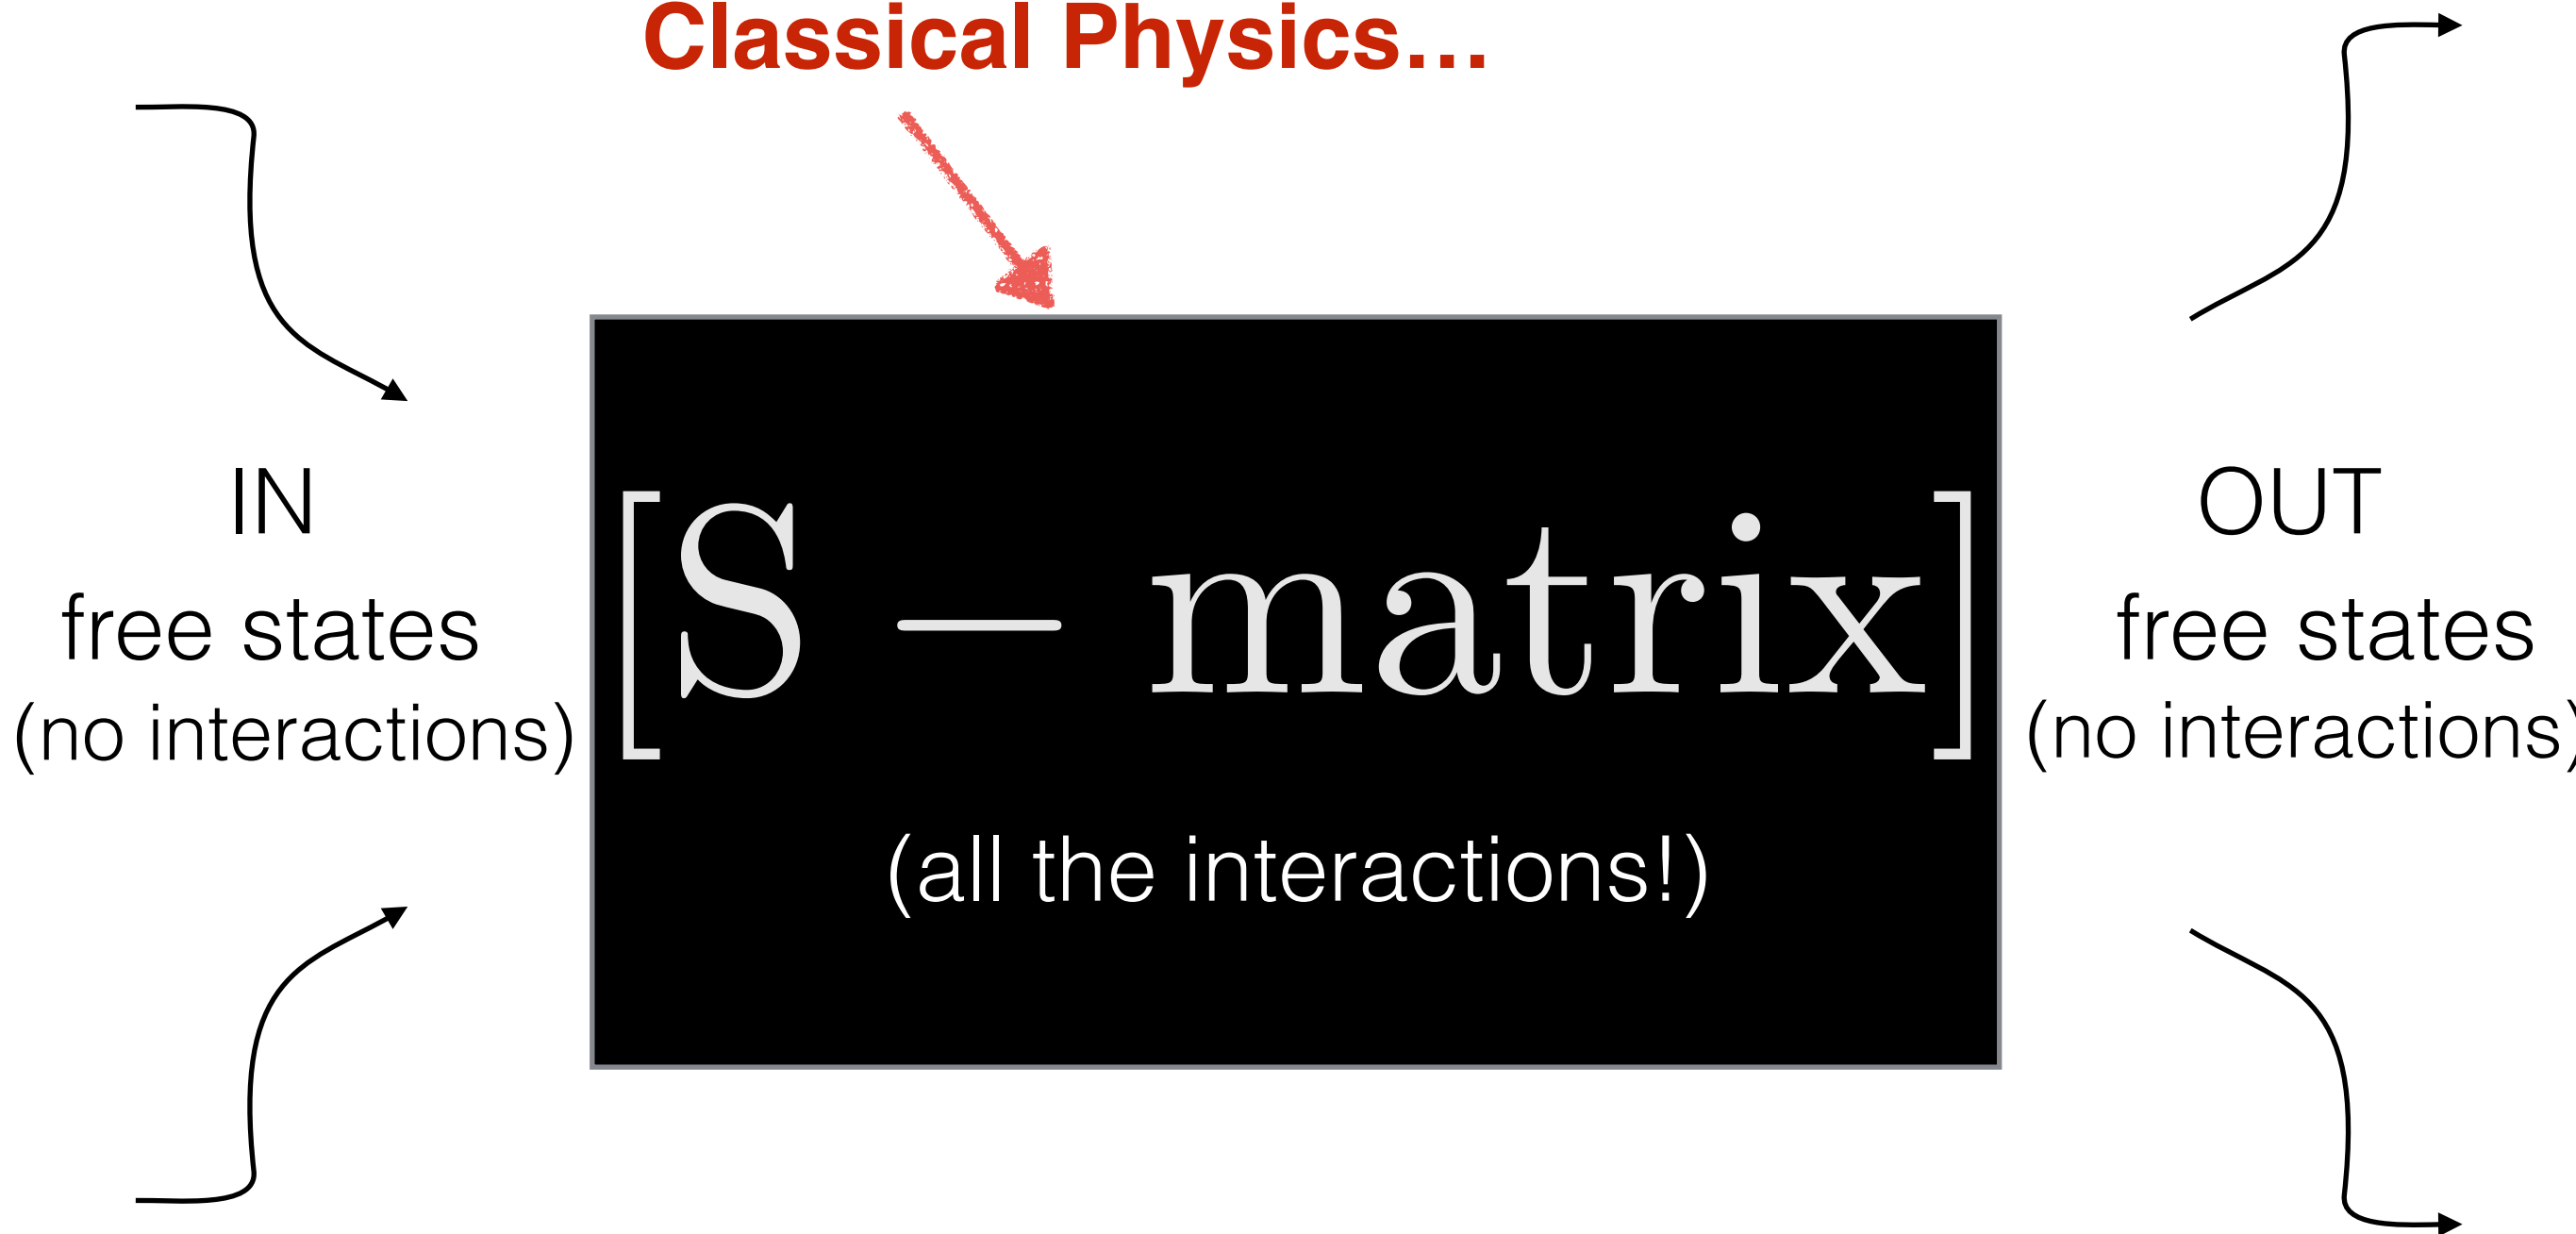 Classical Physics…
IN
free states
(no interactions)
[S – matrix]
(all the interactions!)
OUT
free states
(no interactions)